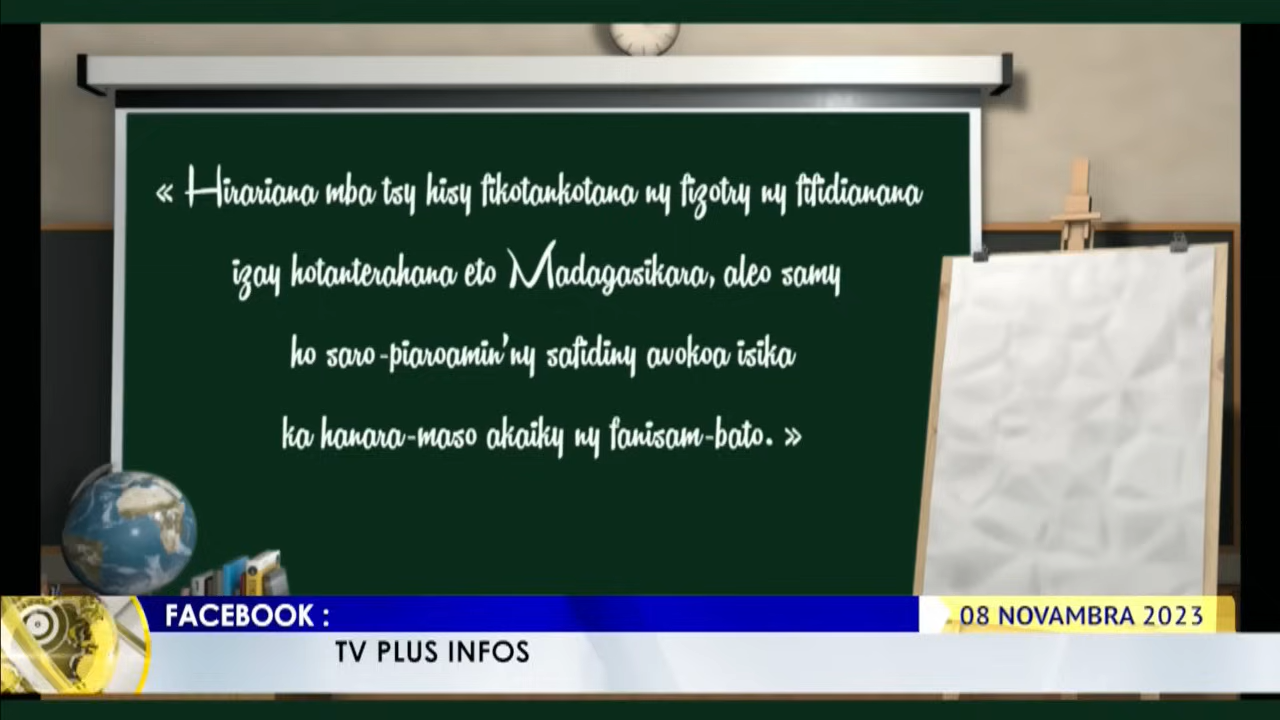 « Hirariana mba tsy hisy fikotankotana ny fizotry ny fifidianana
izay hotanterahana eto Madagasikara, aleo samy
ho saro-piaroamin'ny safidiny avokoa isika
ka hanara-maso akaiky ny fanisam-bato. »
FACEBOOK :
08 NOVAMBRA 2023
TV PLUS INFOS